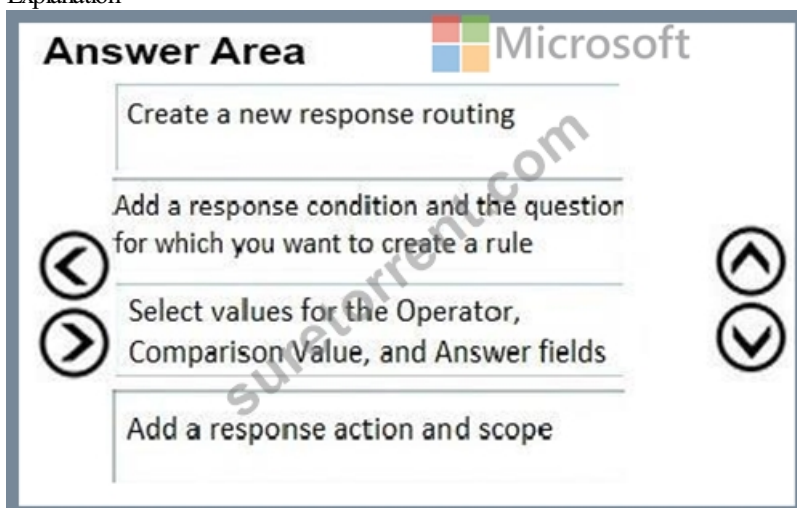 Explanation
Answer Area
Microsoft
Create a new response routing
Add a response condition and the question
for which you want to create a rule
Select values for the Operator,
Comparison Value, and Answer fields
Add a response action and scope
suretorrent.com